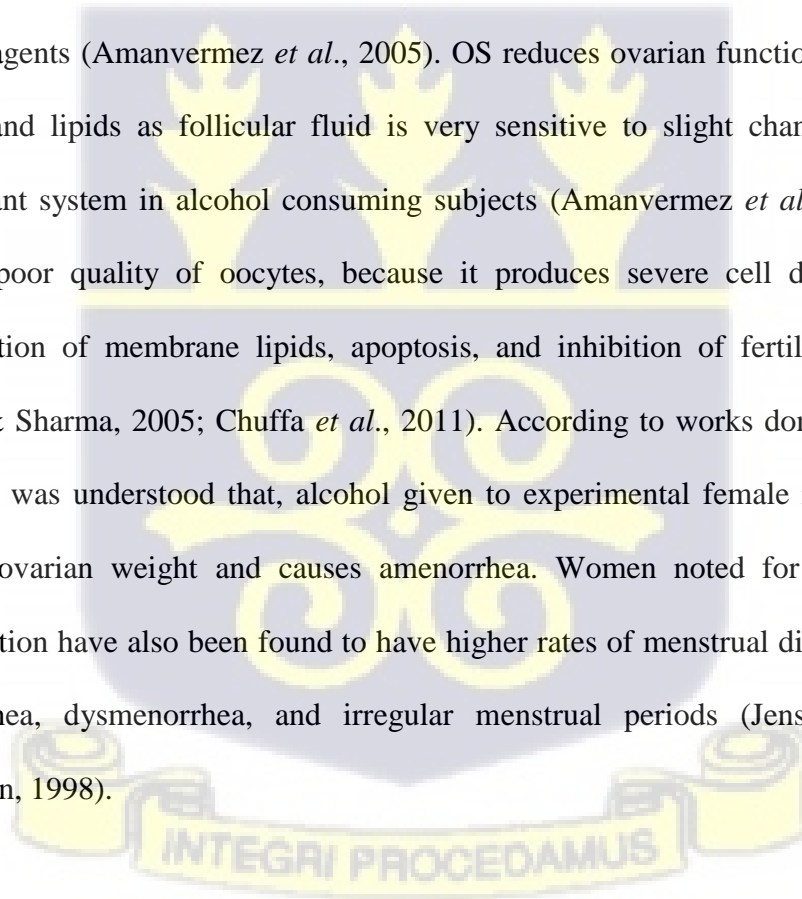 agents (Amanvermez et al., 2005). OS reduces ovarian functio
and lipids as follicular fluid is very sensitive to slight chan
ant system in alcohol consuming subjects (Amanvermez et al
poor quality of oocytes, because it produces severe cell d
tion of membrane lipids, apoptosis, and inhibition of fertil
& Sharma, 2005; Chuffa et al., 2011). According to works don
was understood that, alcohol given to experimental female
ovarian weight and causes amenorrhea. Women noted for
tion have also been found to have higher rates of menstrual di
nea, dysmenorrhea, and irregular menstrual periods (Jens
n, 1998).
INTEGRI PROCEDAMUS